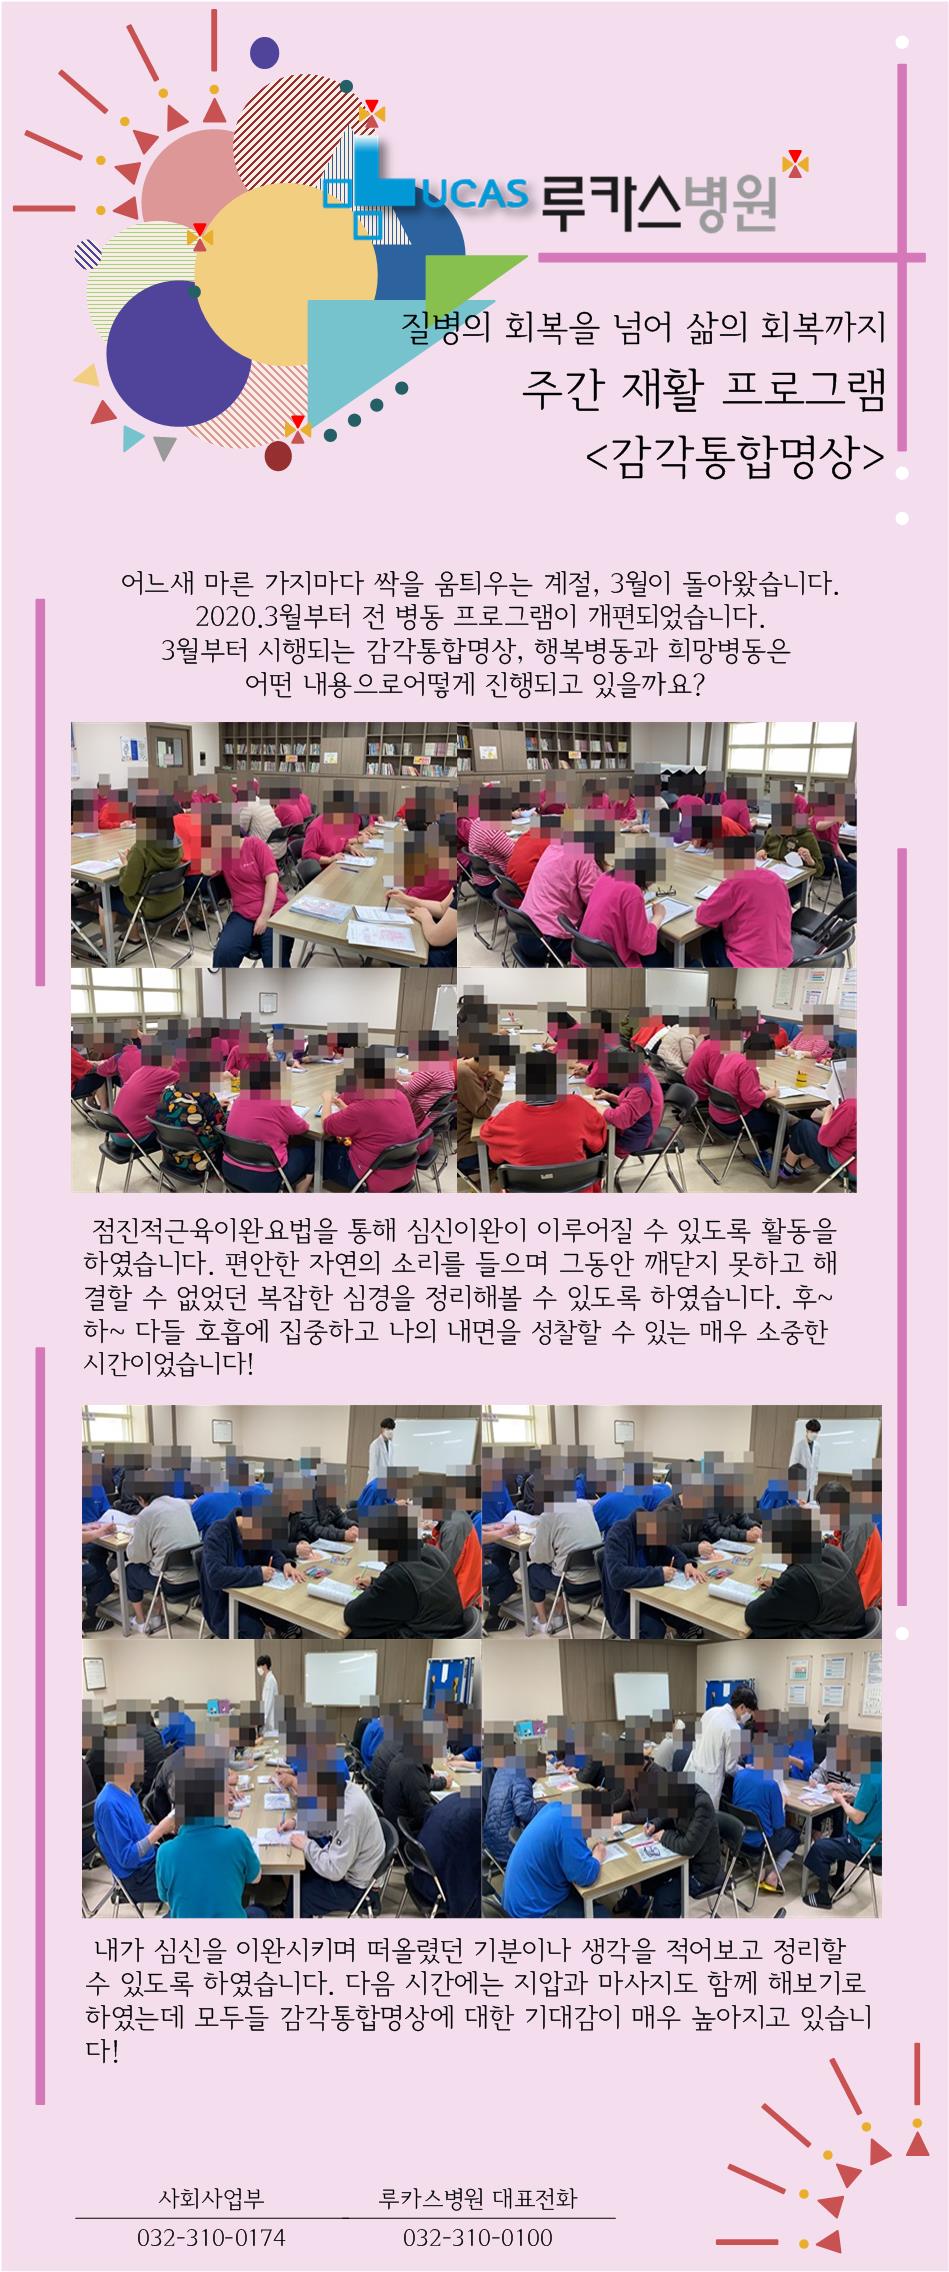 LUCAS 루카스병원
질병의 회복을 넘어 삶의 회복까지
주간 재활 프로그램
<감각통합명상>
어느새 마른 가지마다 싹을 움틔우는 계절, 3월이 돌아왔습니다.
2020.3월부터 전 병동 프로그램이 개편되었습니다.
3월부터 시행되는 감각통합명상, 행복병동과 희망병동은
어떤 내용으로어떻게 진행되고 있을까요?
점진적근육이완요법을 통해 심신이완이 이루어질 수 있도록 활동을
하였습니다. 편안한 자연의 소리를 들으며 그동안 깨닫지 못하고 해
결할 수 없었던 복잡한 심경을 정리해볼 수 있도록 하였습니다. 후~
하~ 다들 호흡에 집중하고 나의 내면을 성찰할 수 있는 매우 소중한
시간이었습니다!
내가 심신을 이완시키며 떠올렸던 기분이나 생각을 적어보고 정리할
수 있도록 하였습니다. 다음 시간에는 지압과 마사지도 함께 해보기로
하였는데 모두들 감각통합명상에 대한 기대감이 매우 높아지고 있습니
다!
사회사업부 루카스병원 대표전화
032-310-0174 032-310-0100